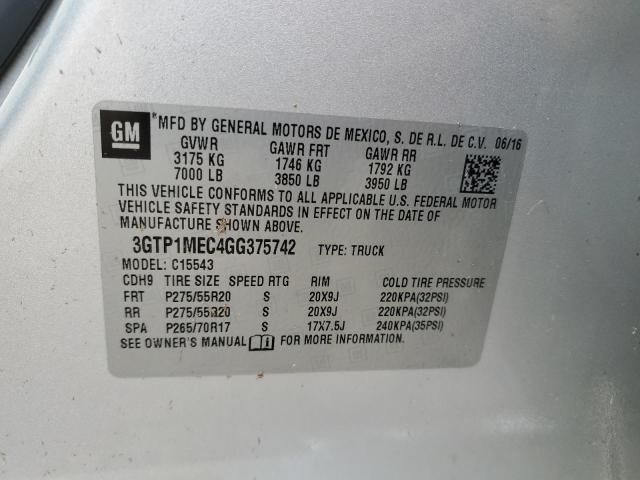 GM *MFD BY GENERAL MOTORS DE MEXICO, S. DE R.L. DE C.V. 06/16
GVWR GAWR FRT GAWR RR
3175 KG 1746 KG 1792 KG
7000 LB 3850 LB 3950 LB
THIS VEHICLE CONFORMS TO ALL APPLICABLE U.S. FEDERAL MOTOR
VEHICLE SAFETY STANDARDS IN EFFECT ON THE DATE OF
MANUFACTURE SHOWN ABOVE.
3GTP1MEC4GG375742 TYPE: TRUCK
MODEL: C15543
CDH9 TIRE SIZE SPEED RTG RIM COLD TIRE PRESSURE
FRT P275/55R20 S 20X9J 220KPA(32PSI)
RR P275/55R20 S 20X9J 220KPA(32PSI)
SPA P265/70R17 S 17X7.5J 240KPA(35PSI)
SEE OWNER'S MANUAL FOR MORE INFORMATION.